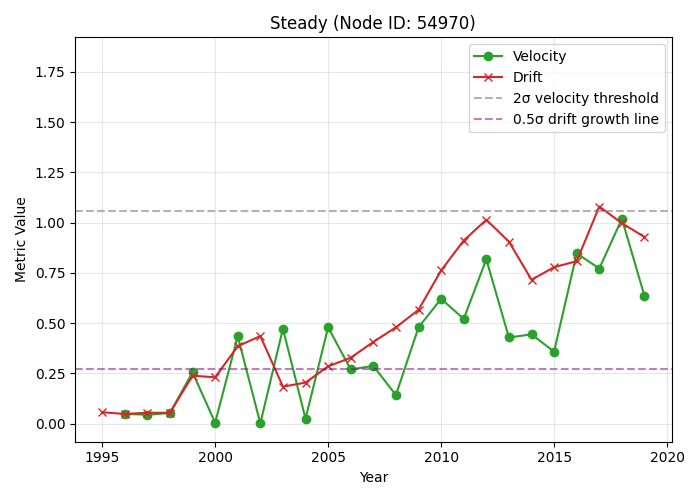 Steady (Node ID: 54970)
Velocity
Drift
2σ velocity threshold
0.5σ drift growth line
Metric Value
1.75
1.50
1.25
1.00
0.75
0.50
0.25
0.00
1995 2000 2005 2010 2015 2020
Year